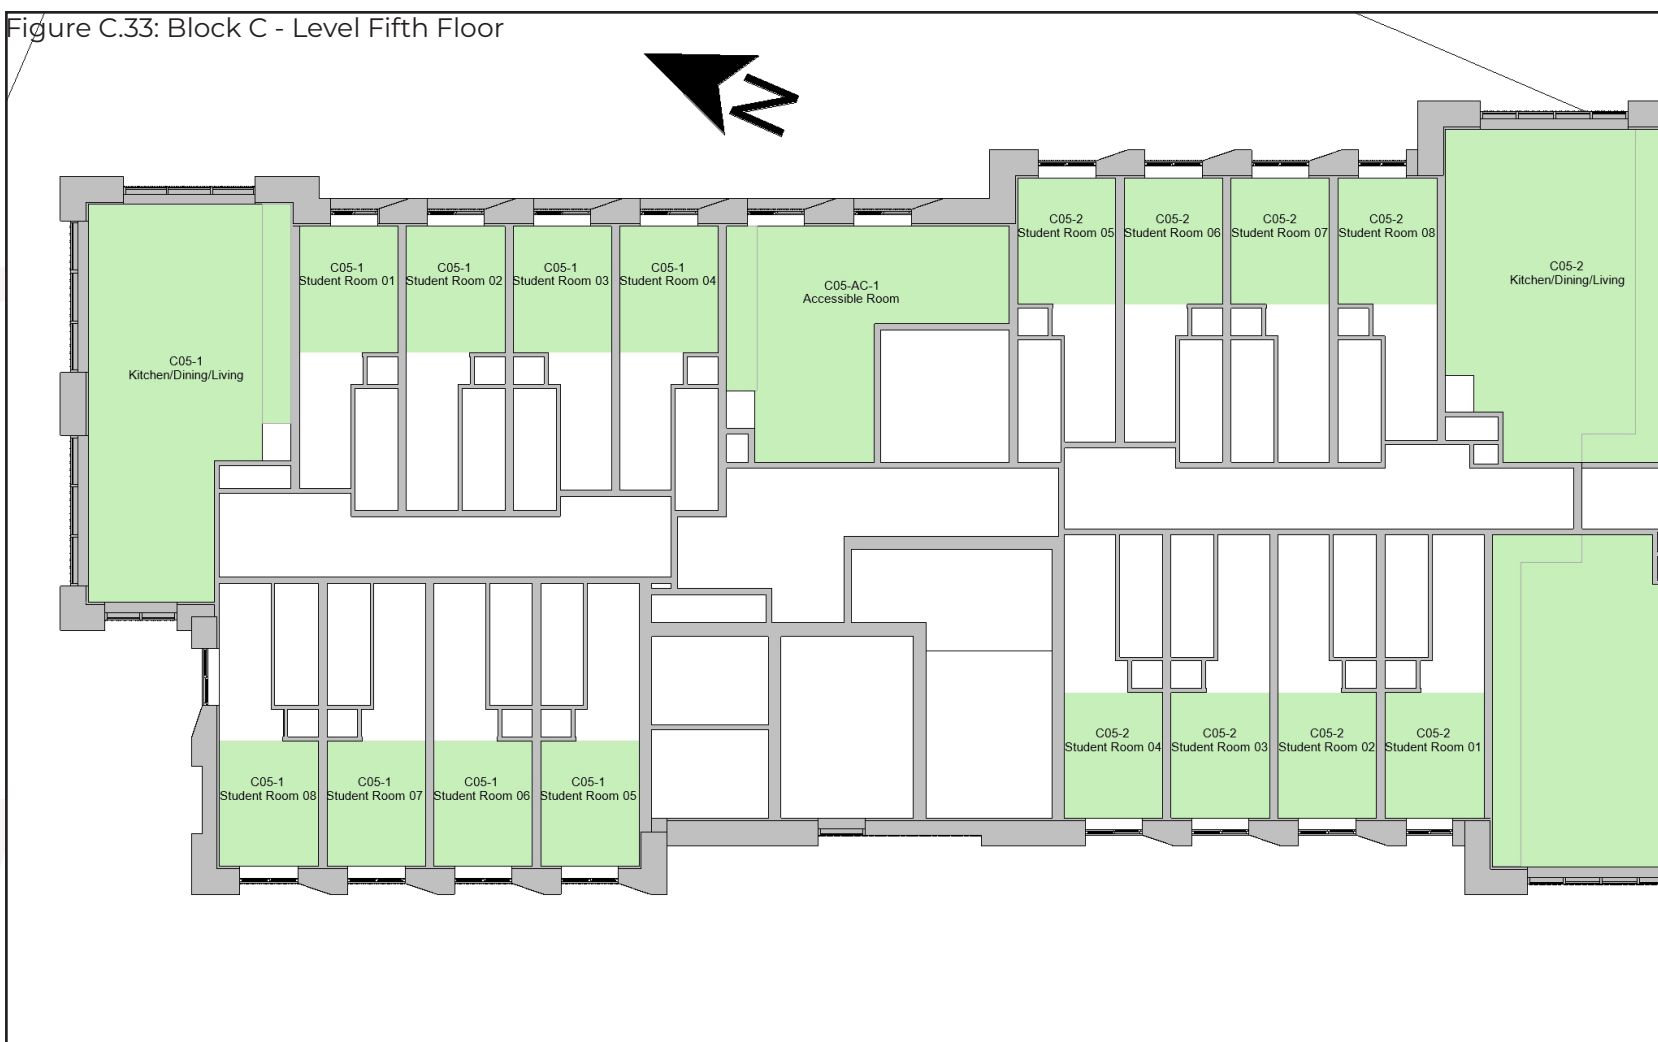 Figure C.33: Block C - Level Fifth Floor
N
C05-2
Student Room 05
C05-2
Student Room 06
C05-2
Student Room 07
C05-2
Student Room 08
C05-1
Student Room 01
C05-1
Student Room 02
C05-1
Student Room 03
C05-1
Student Room 04
C05-AC-1
Accessible Room
C05-2
Kitchen/Dining/Living
C05-1
Kitchen/Dining/Living
C05-2
Student Room 04
C05-2
Student Room 03
C05-2
Student Room 02
C05-2
Student Room 01
C05-1
Student Room 08
C05-1
Student Room 07
C05-1
Student Room 06
C05-1
Student Room 05